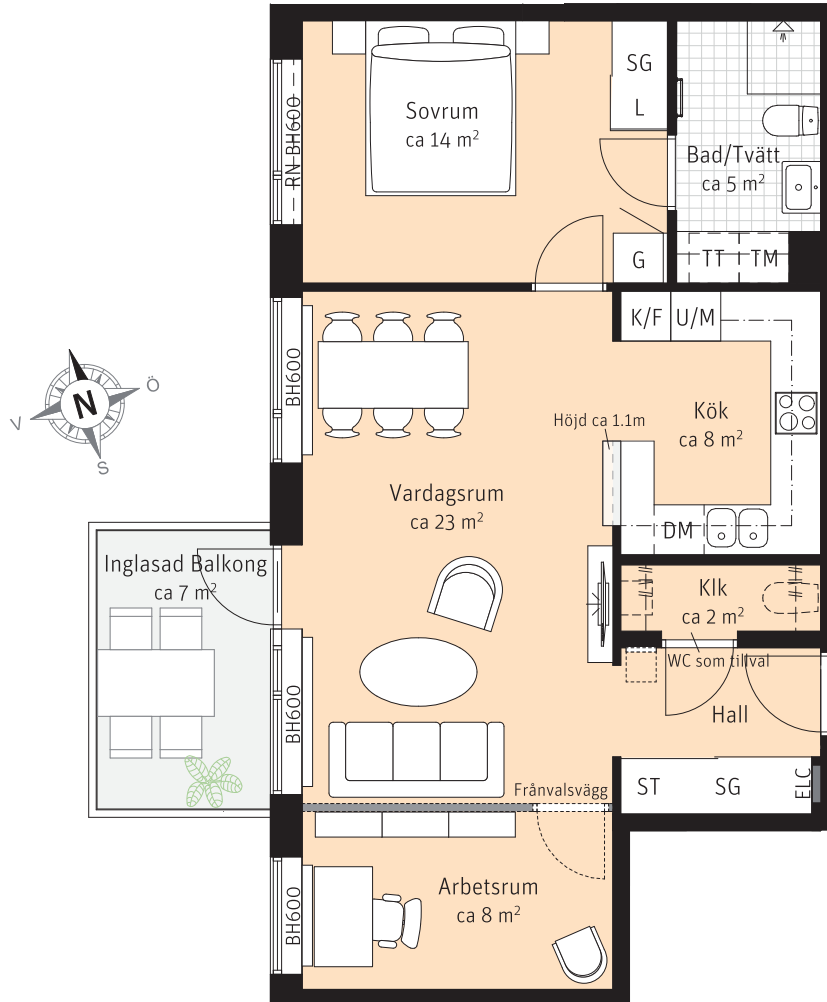 SG
L
Sovrum
ca 14 m²
RN BH600
Bad/Tvätt
ca 5 m²
G
TT
TM
K/F
U/M
BH600
Kök
ca 8 m²
Höjd ca 1.1m
N
Ö
V
S
Vardagsrum
ca 23 m²
DM
Inglasad Balkong
ca 7 m²
Klk
ca 2 m²
WC som tillval
Hall
BH600
ST
SG
ELC
Frånvalsvägg
Arbetsrum
ca 8 m²
BH600